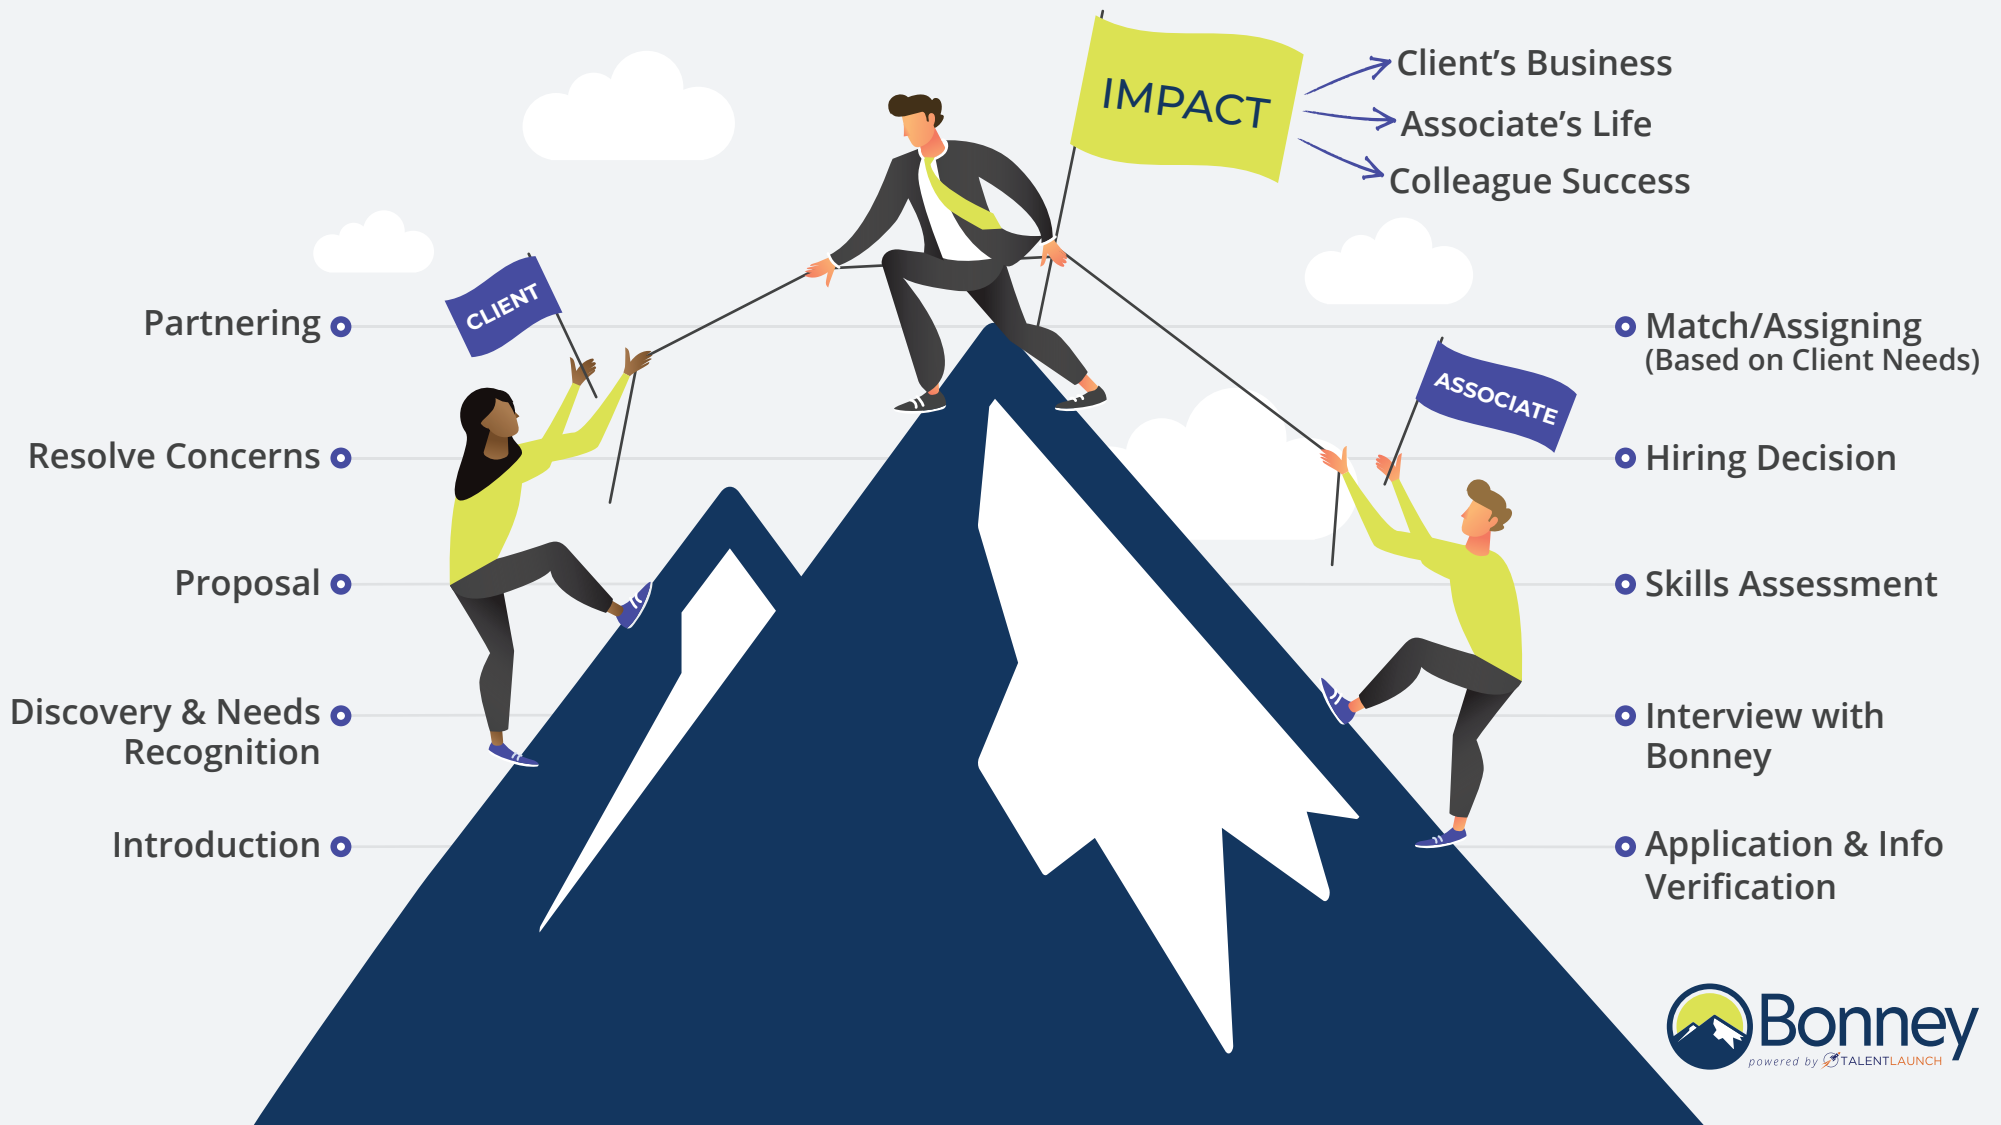 IMPACT
Client's Business
Associate's Life
Colleague Success
CLIENT
Partnering
Resolve Concerns
Proposal
Discovery & Needs
Recognition
Introduction
ASSOCIATE
Match/Assigning
(Based on Client Needs)
Hiring Decision
Skills Assessment
Interview with
Bonney
Application & Info
Verification
Bonney
powered by TALENTLAUNCH